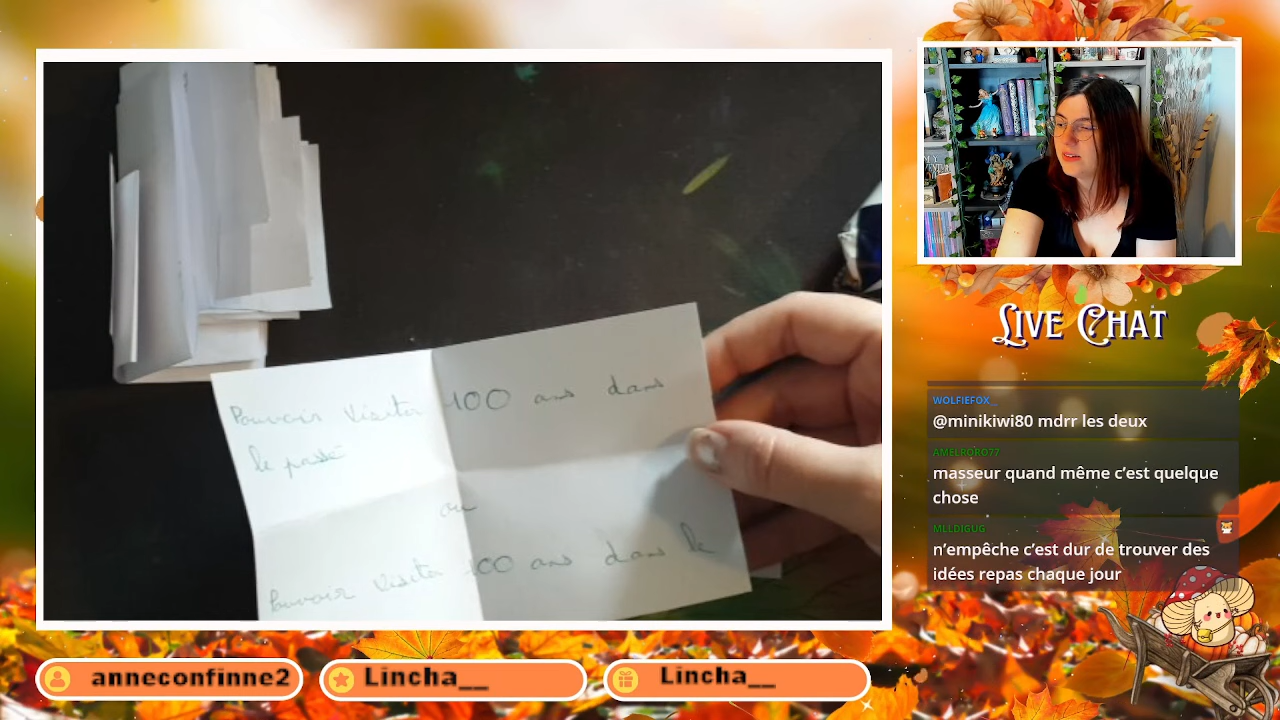 Pouvoir visiter 100 ans dans
le passé
ou
Pouvoir visiter 100 ans dans le
LIVE CHAT
WOLFIEFOX_
@minikiwi80 mdrr les deux
AMELRORO77
masseur quand même c'est quelque
chose
MLLDIGUG
n'empêche c'est dur de trouver des
idées repas chaque jour
anneconfinne2
Lincha__
Lincha__